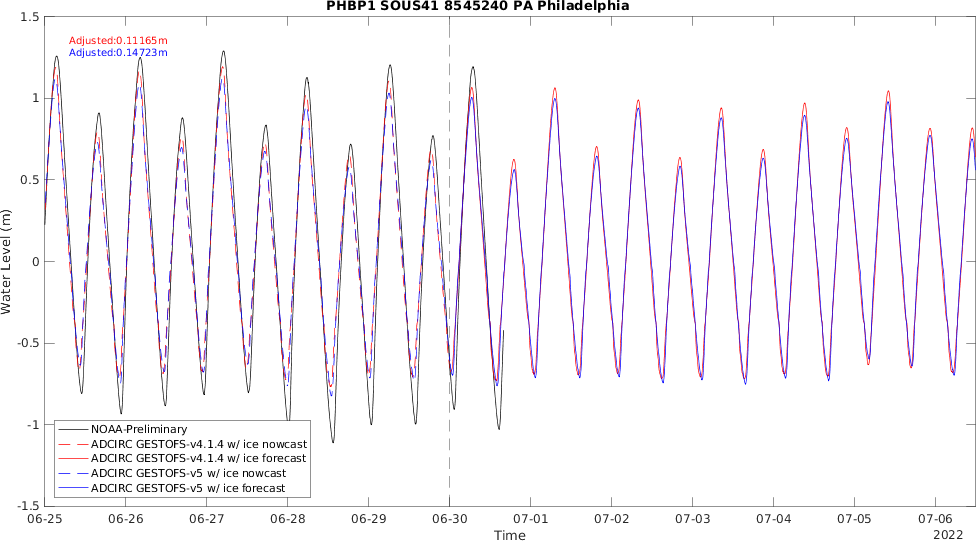 PHBP1 SOUS41 8545240 PA Philadelphia
1.5
Adjusted:0.11165m
Adjusted:0.14723m
1
0.5
0
-0.5
-1
-1.5
Water Level (m)
NOAA-Preliminary
ADCIRC GESTOFS-v4.1.4 w/ ice nowcast
ADCIRC GESTOFS-v4.1.4 w/ ice forecast
ADCIRC GESTOFS-v5 w/ ice nowcast
ADCIRC GESTOFS-v5 w/ ice forecast
06-25 06-26 06-27 06-28 06-29 06-30 07-01 07-02 07-03 07-04 07-05 07-06
Time
2022